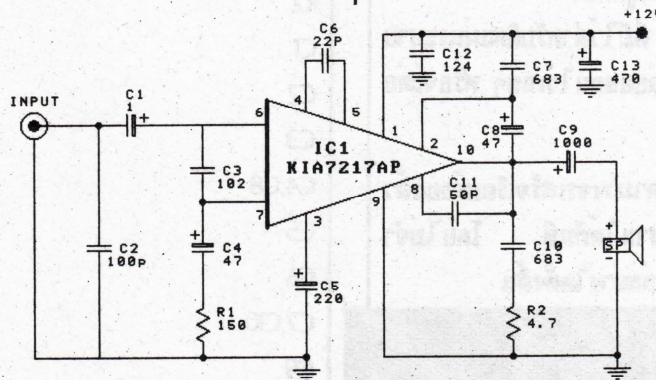 +12V
C6
22P
C12
124
C7
683
C13
470
INPUT
C1
1
+
6
4
5
1
2
IC1
KIA7217AP
10
C8
47
C9
1000
C3
102
7
3
9
8
C11
50P
C2
100p
C4
47
C5
220
C10
683
+
SP
-
R1
150
R2
4.7